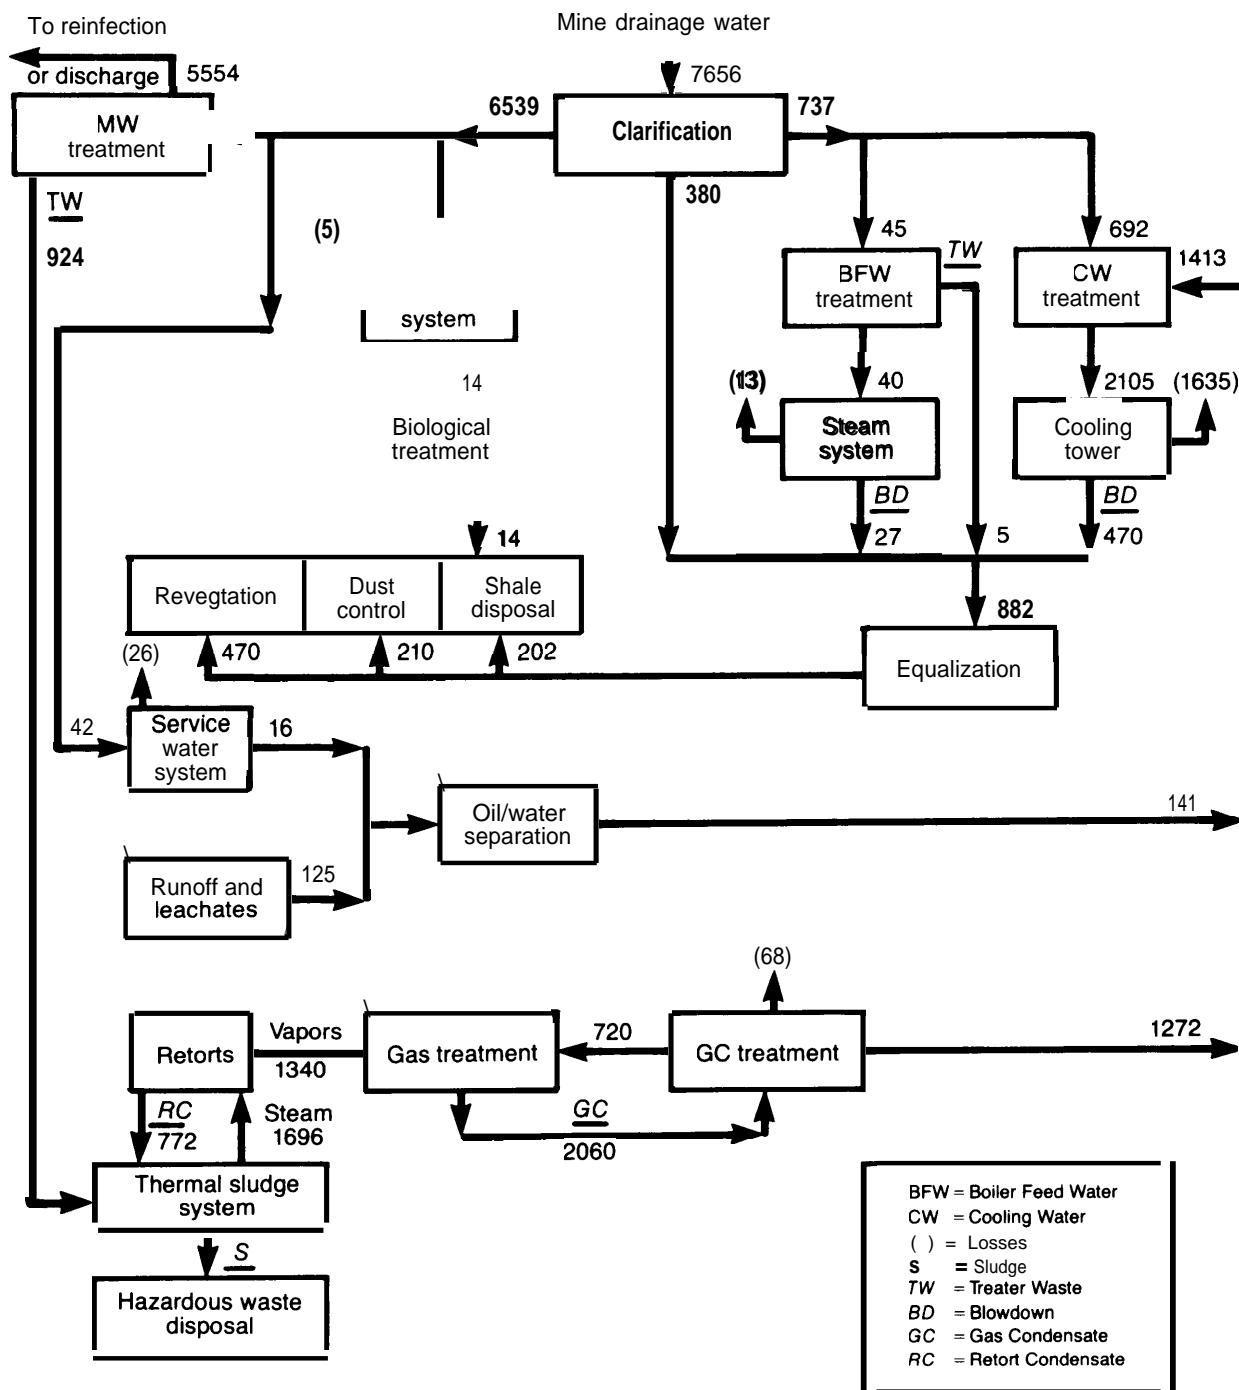 To reinfection
or discharge
5554
MW
treatment
TW
924
Mine drainage water
7656
6539
Clarification
737
380
(5)
system
14
Biological
treatment
45
BFW
treatment
TW
692
CW
treatment
1413
(13)
40
Steam
system
BD
27
5
2105
(1635)
Cooling
tower
BD
470
14
Revegtation
Dust
control
Shale
disposal
470
210
202
882
Equalization
(26)
42
Service
water
system
16
Oil/water
separation
141
Runoff and
leachates
125
(68)
Retorts
Vapors
1340
Gas treatment
720
GC treatment
1272
RC
772
Steam
1696
GC
2060
Thermal sludge
system
S
Hazardous waste
disposal
BFW = Boiler Feed Water
CW = Cooling Water
( ) = Losses
s = Sludge
TW = Treater Waste
BD = Blowdown
GC = Gas Condensate
RC = Retort Condensate